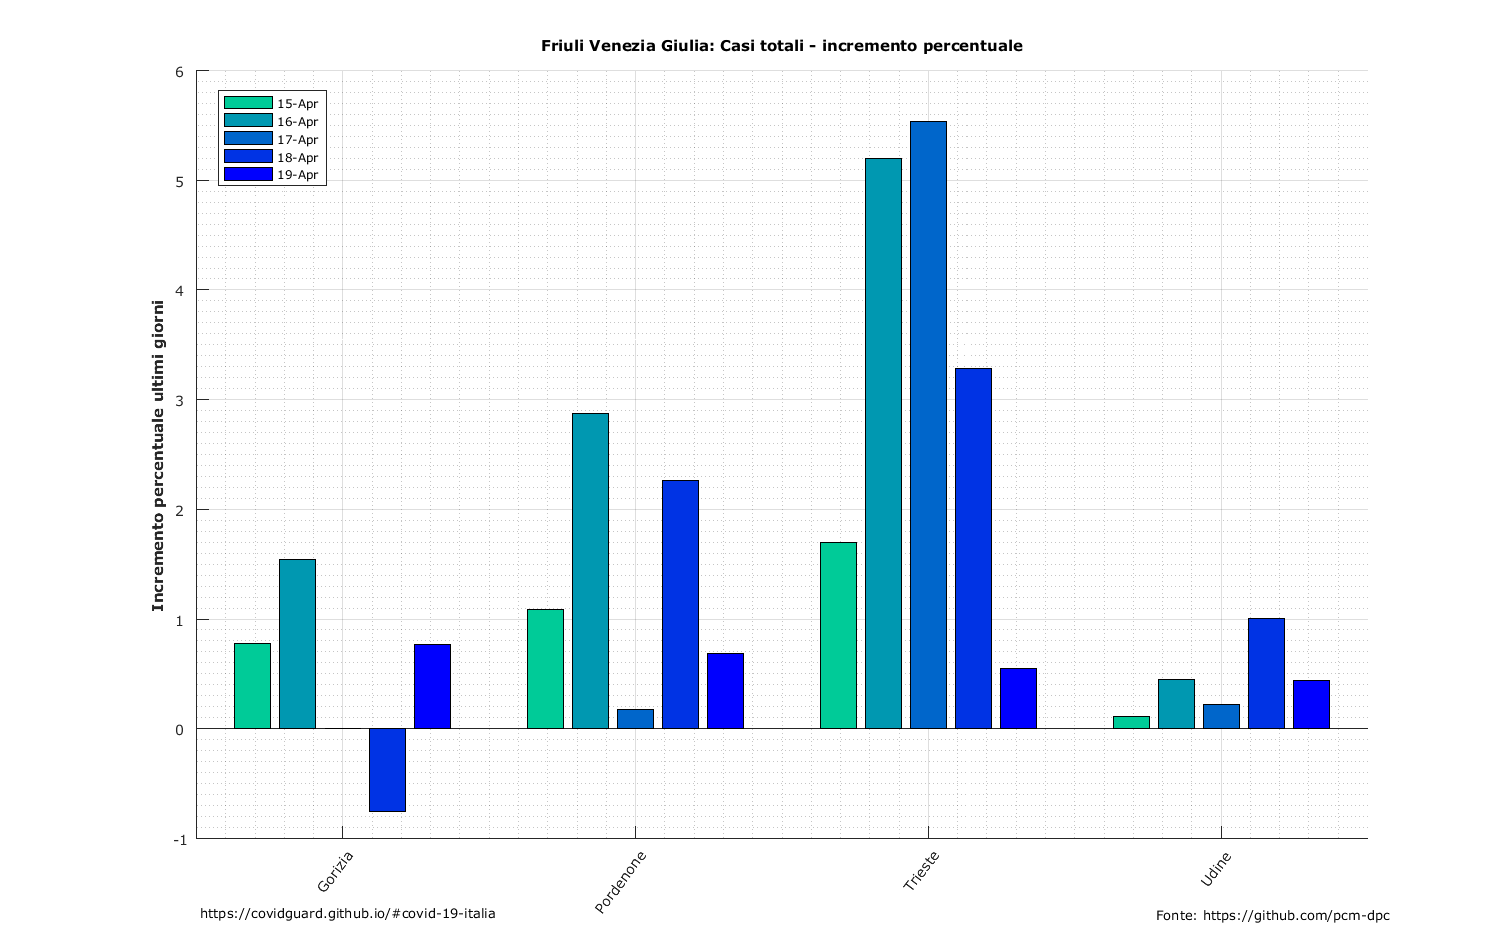 Friuli Venezia Giulia: Casi totali - incremento percentuale
15-Apr
16-Apr
17-Apr
18-Apr
19-Apr
Incremento percentuale ultimi giorni
6
5
4
3
2
1
0
-1
Gorizia
Pordenone
Trieste
Udine
https://covidguard.github.io/#covid-19-italia
Fonte: https://github.com/pcm-dpc